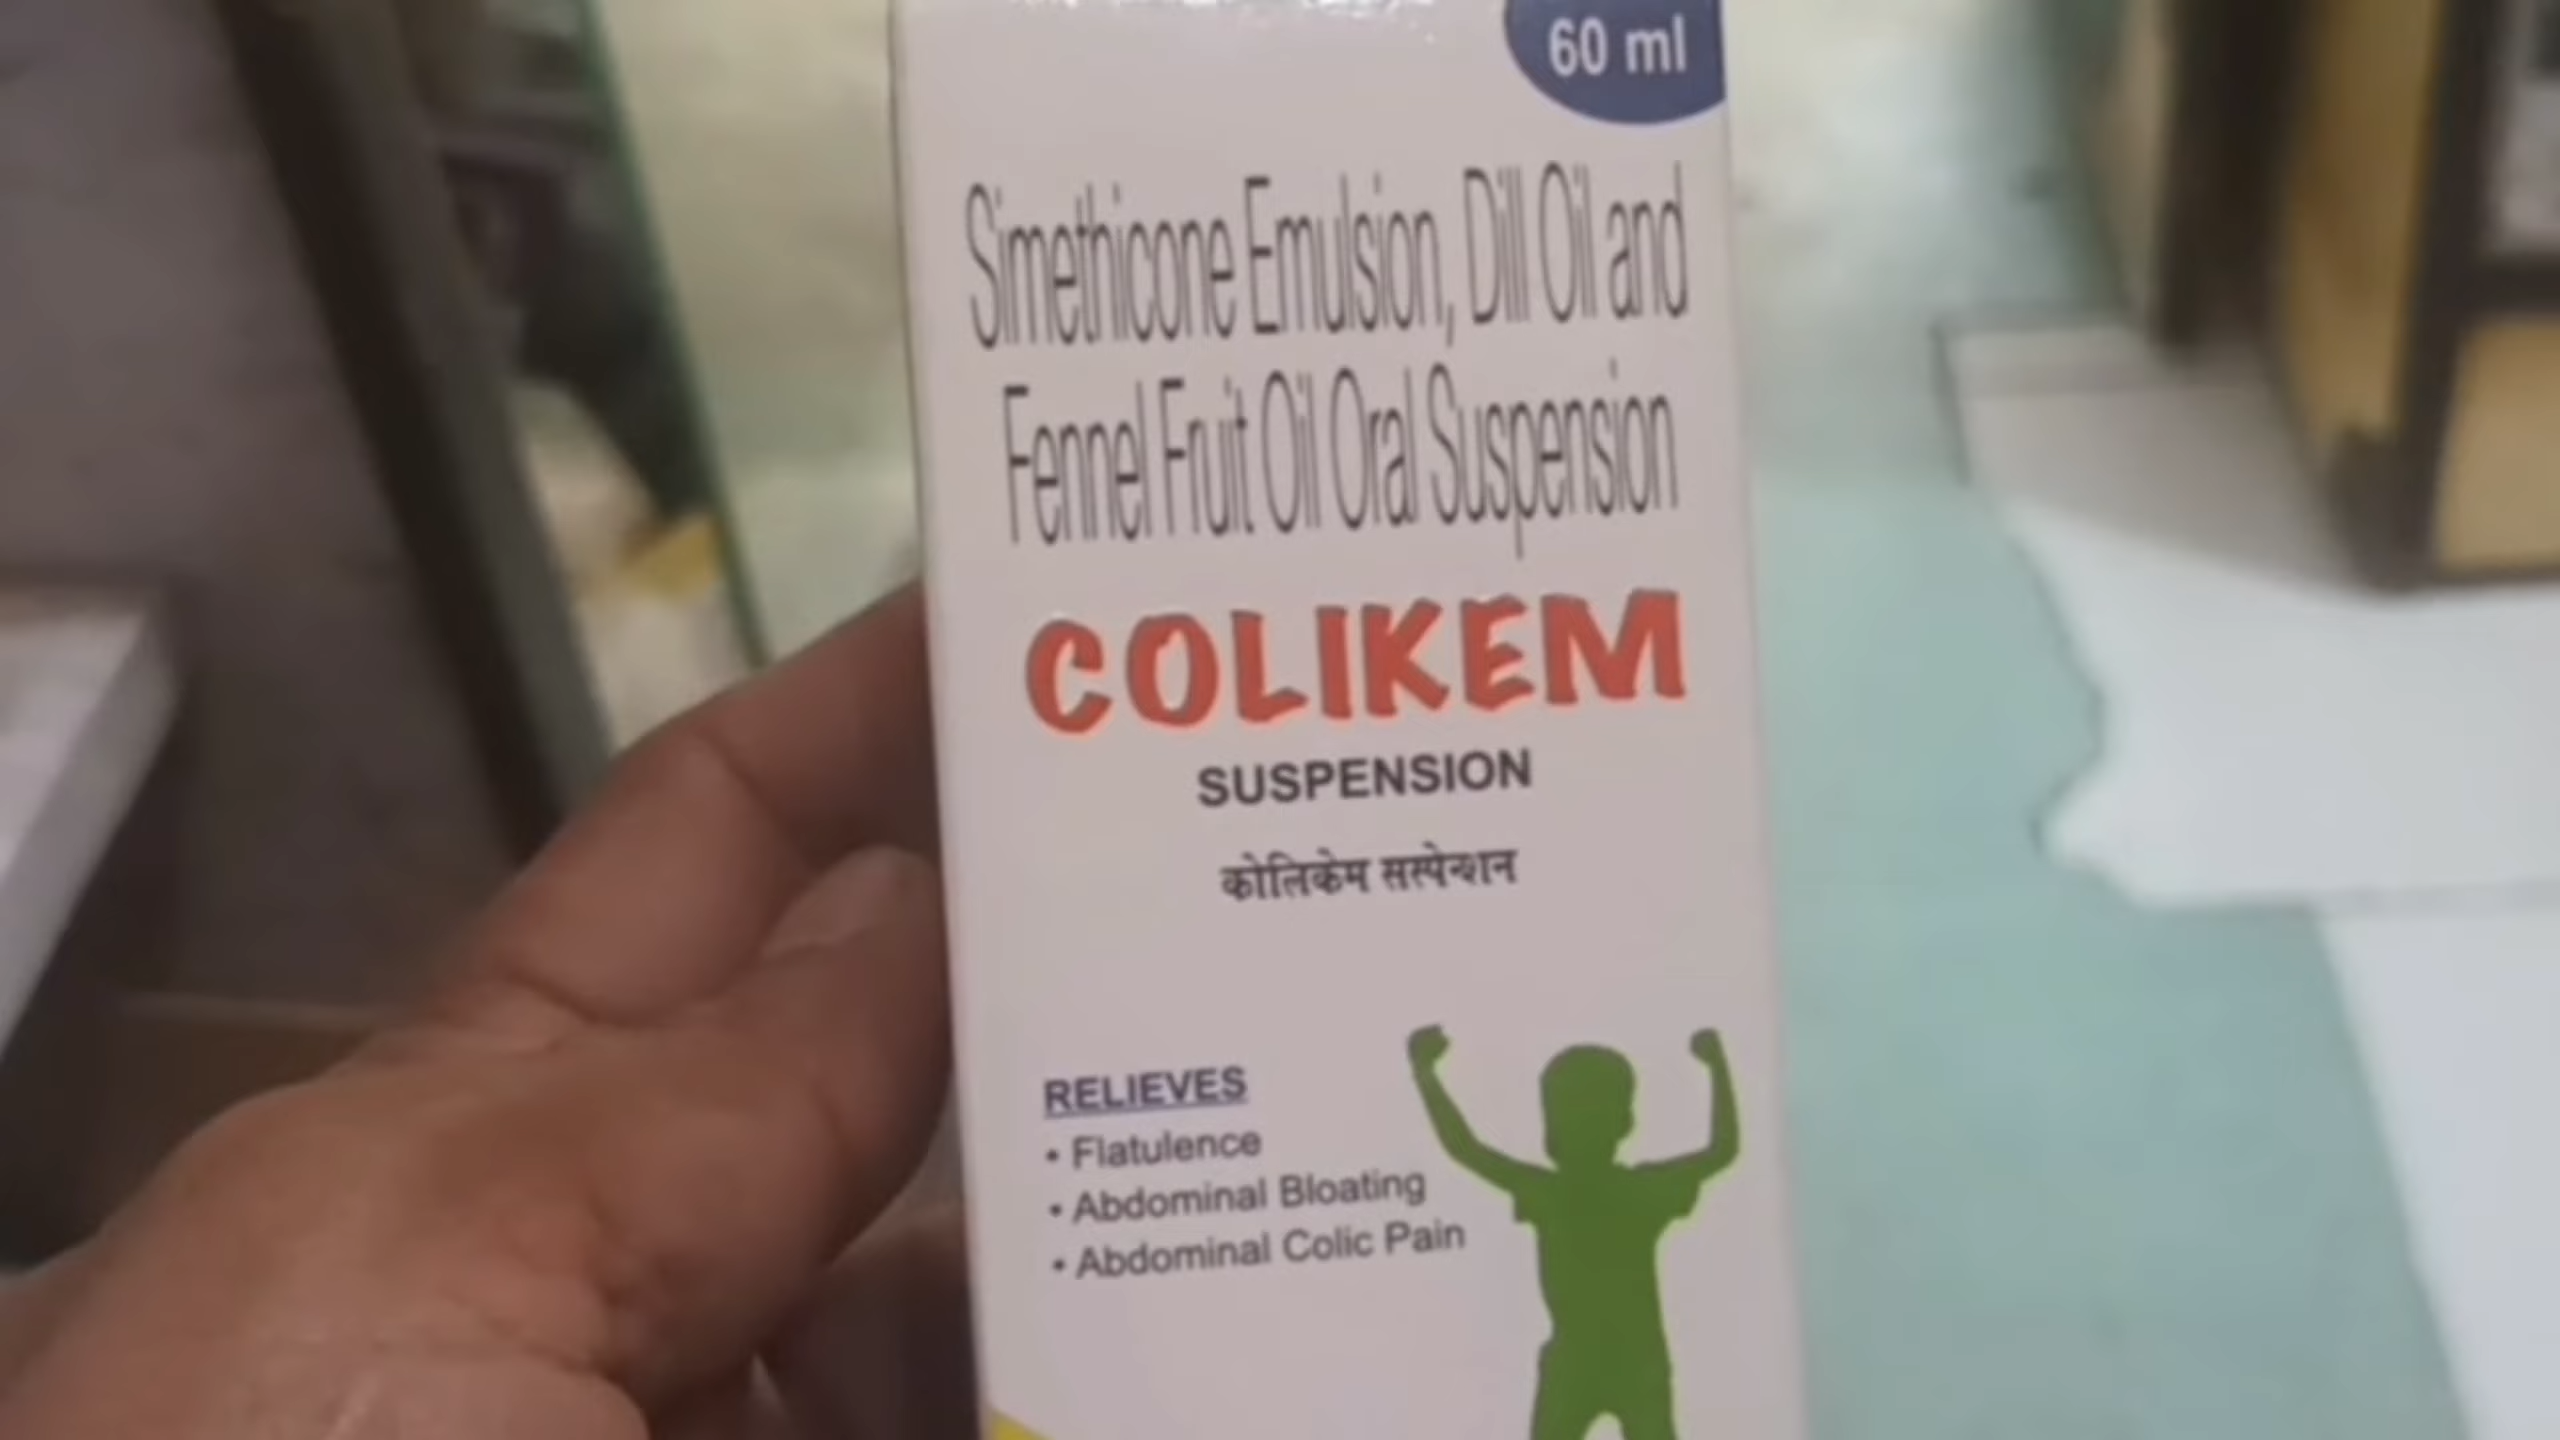 60 ml
Simethicone Emulsion, Dill Oil and
Fennel Fruit Oil Oral Suspension
COLIKEM
SUSPENSION
कोलिकेम सस्पेन्शन
RELIEVES
• Flatulence
• Abdominal Bloating
• Abdominal Colic Pain